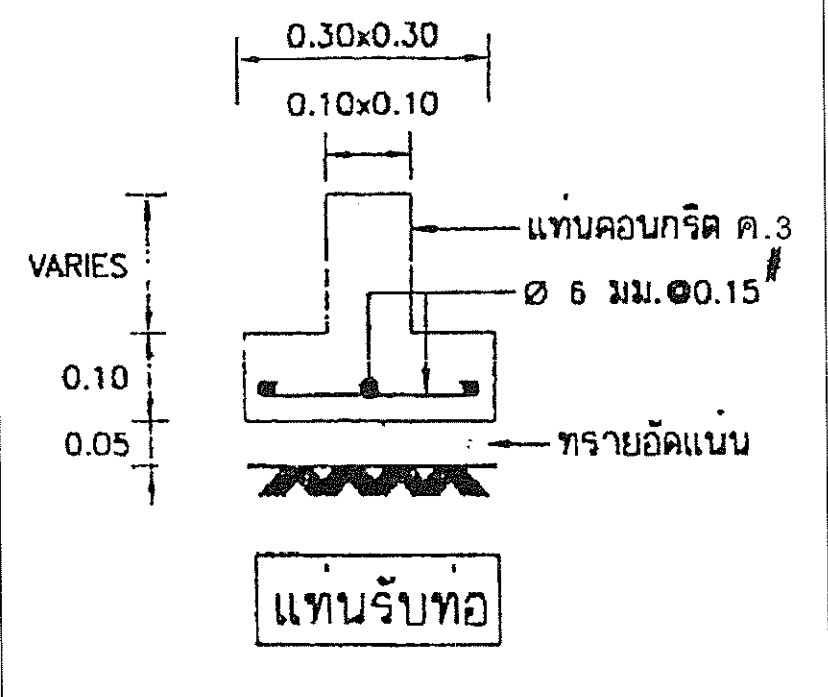 0.30x0.30
0.10x0.10
แท่นคอนกรีต ค.3
VARIES
Ø 6 มม.@0.15#
0.10
0.05
ทรายอัดแน่น
แท่นรับท่อ